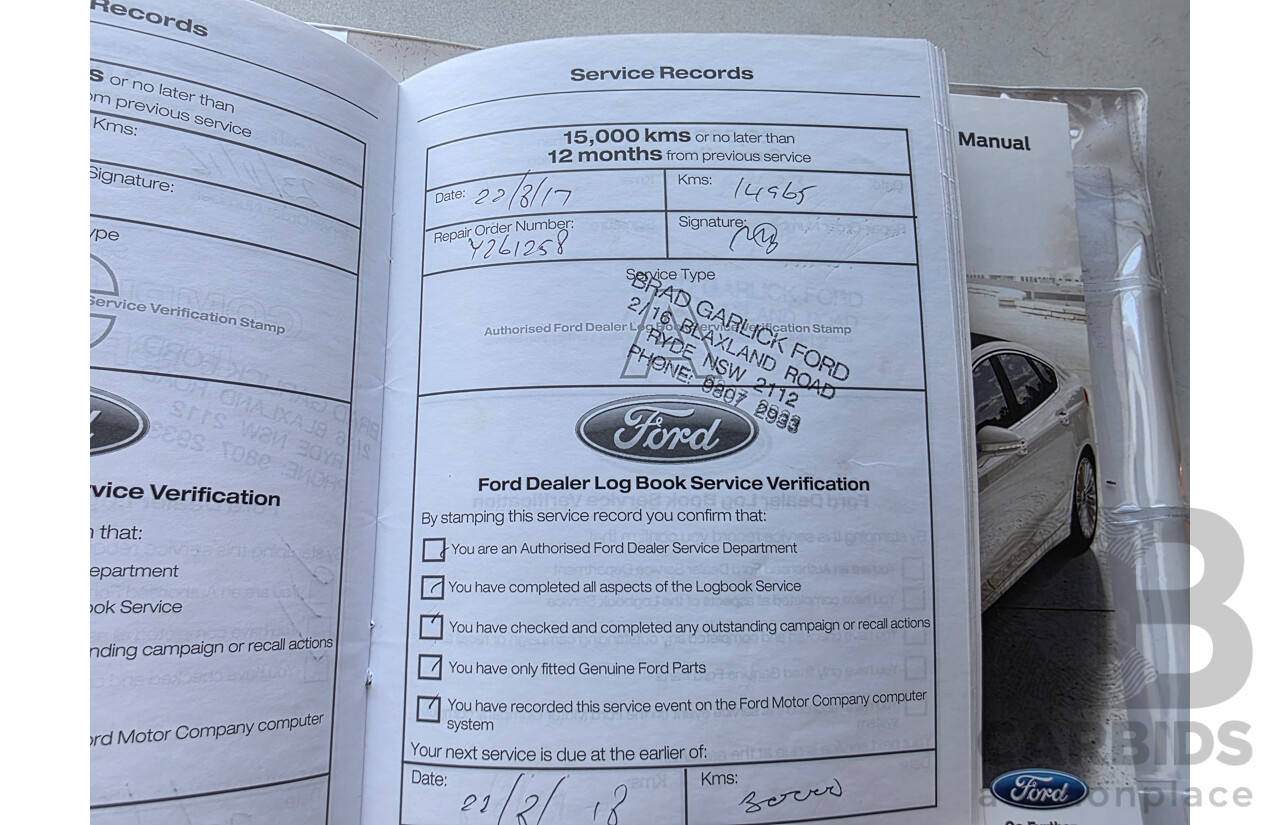 Records
s or no later than
om previous service
Kms:
Signature:
ype
Service Verification Stamp
rvice Verification
n that:
epartment
ook Service
nding campaign or recall actions
ord Motor Company computer
Service Records
15,000 kms or no later than
12 months from previous service
Date: 22/8/17
Kms: 14965
Repair Order Number: Y261258
Signature:
Service Type
A
Authorised Ford Dealer Log Book Service Verification Stamp
BRAD GARLICK FORD
2/16 BLAXLAND ROAD
RYDE NSW 2112
PHONE: 9807 2933
Ford
Ford Dealer Log Book Service Verification
By stamping this service record you confirm that:
You are an Authorised Ford Dealer Service Department
You have completed all aspects of the Logbook Service
You have checked and completed any outstanding campaign or recall actions
You have only fitted Genuine Ford Parts
You have recorded this service event on the Ford Motor Company computer
system
Your next service is due at the earlier of:
Date: 22/2/18
Kms: 30000
Manual
Ford
B
CARBIDS